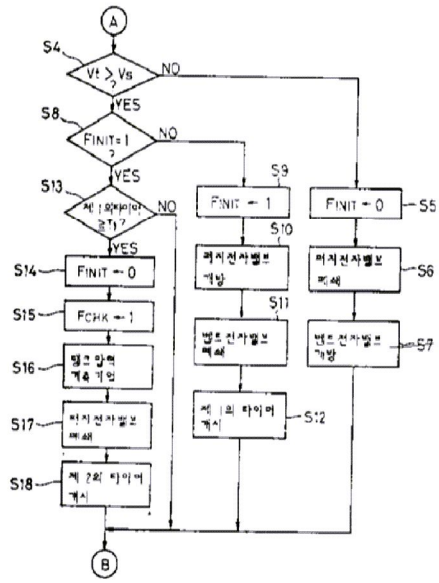 A
S4
Vt > Vs
?
NO
YES
S8
FINIT=1
?
NO
YES
S13
제1의타이머
≧T1?
NO
YES
S9
FINIT ← 1
S10
퍼지전자밸브
개방
S11
벤트전자밸브
폐쇄
S12
제1의 타이머
개시
S5
FINIT ← 0
S6
퍼지전자밸브
폐쇄
S7
벤트전자밸브
개방
S14
FINIT ← 0
S15
FCHK ← 1
S16
탱크압력
계측기억
S17
퍼지전자밸브
폐쇄
S18
제2의 타이머
개시
B